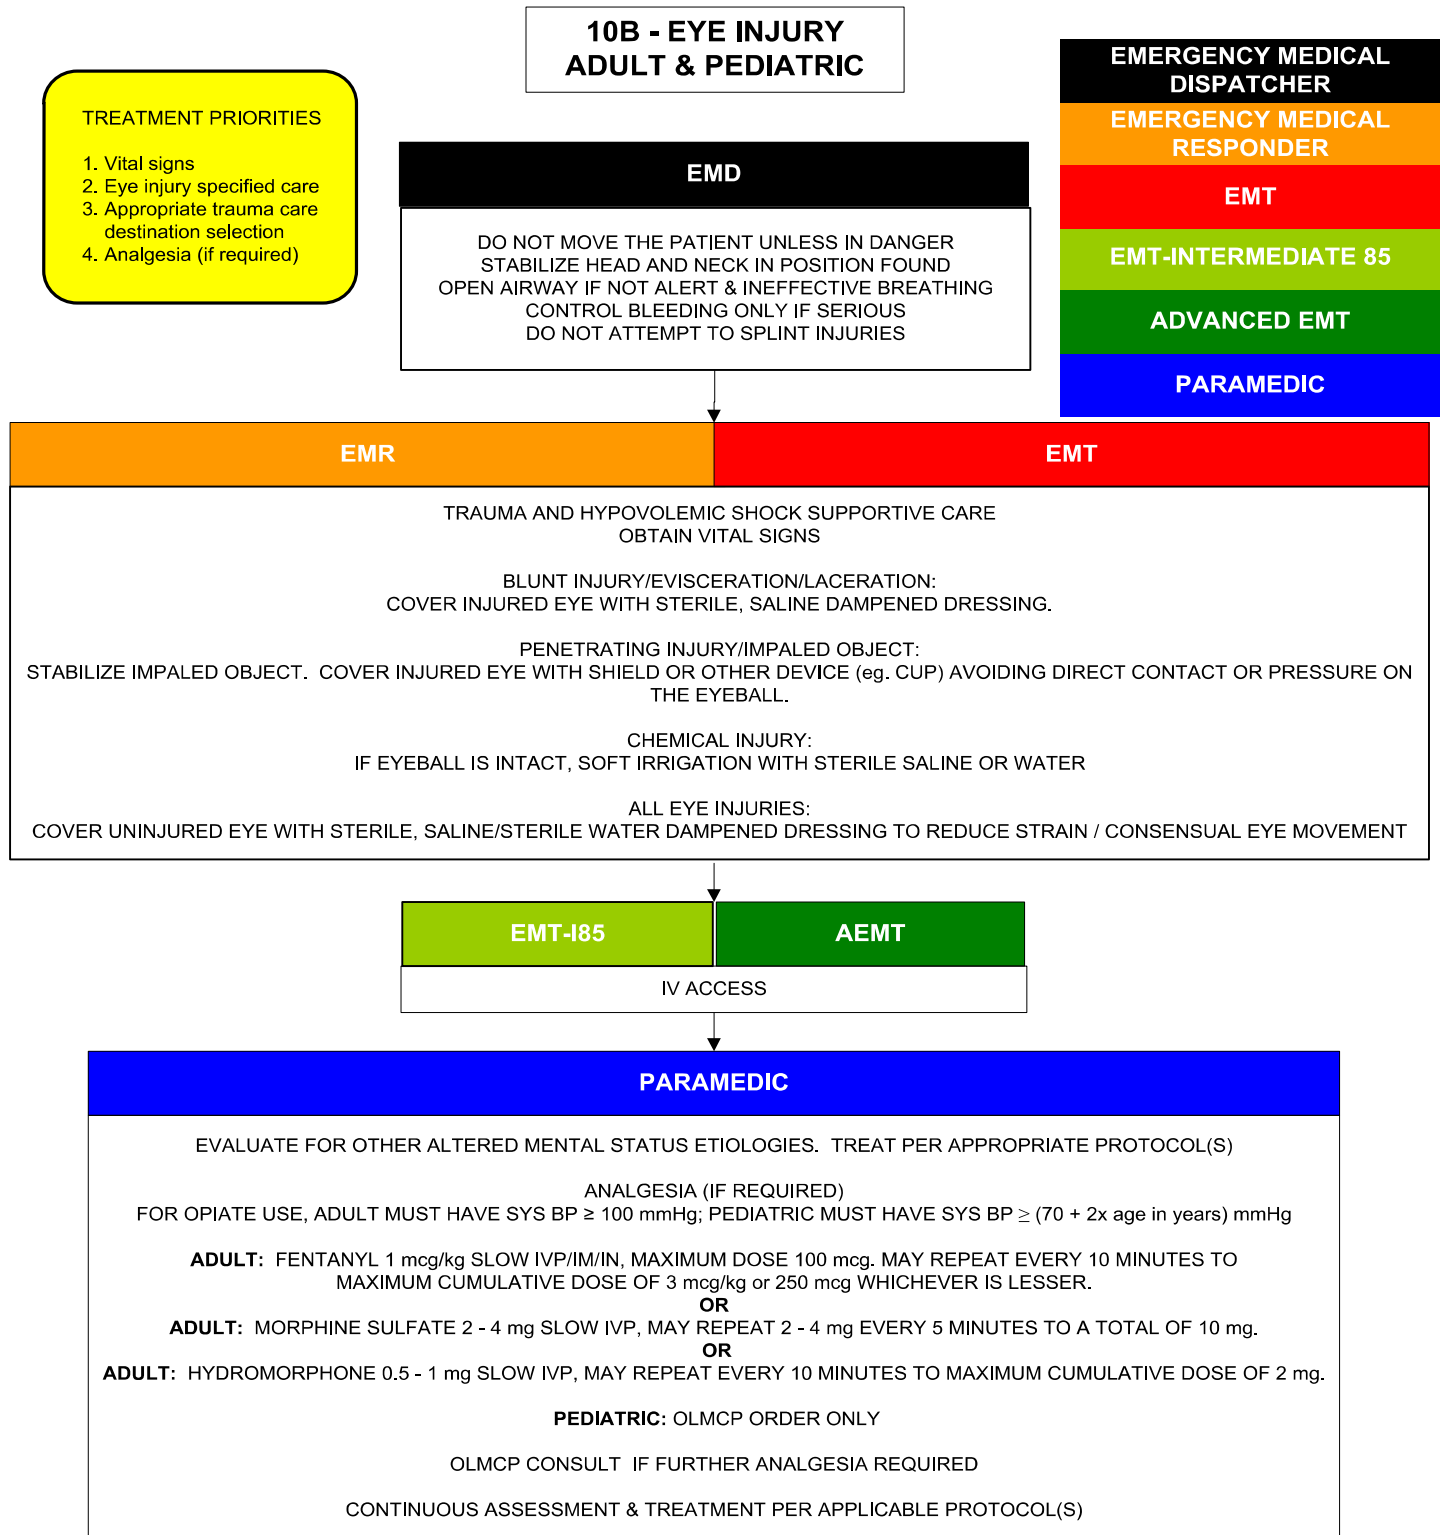 10B - EYE INJURY
ADULT & PEDIATRIC
TREATMENT PRIORITIES
1. Vital signs
2. Eye injury specified care
3. Appropriate trauma care
destination selection
4. Analgesia (if required)
EMERGENCY MEDICAL
DISPATCHER
EMERGENCY MEDICAL
RESPONDER
EMT
EMT-INTERMEDIATE 85
ADVANCED EMT
PARAMEDIC
EMD
DO NOT MOVE THE PATIENT UNLESS IN DANGER
STABILIZE HEAD AND NECK IN POSITION FOUND
OPEN AIRWAY IF NOT ALERT & INEFFECTIVE BREATHING
CONTROL BLEEDING ONLY IF SERIOUS
DO NOT ATTEMPT TO SPLINT INJURIES
EMR
EMT
TRAUMA AND HYPOVOLEMIC SHOCK SUPPORTIVE CARE
OBTAIN VITAL SIGNS
BLUNT INJURY/EVISCERATION/LACERATION:
COVER INJURED EYE WITH STERILE, SALINE DAMPENED DRESSING.
PENETRATING INJURY/IMPALED OBJECT:
STABILIZE IMPALED OBJECT.  COVER INJURED EYE WITH SHIELD OR OTHER DEVICE (eg. CUP) AVOIDING DIRECT CONTACT OR PRESSURE ON
THE EYEBALL.
CHEMICAL INJURY:
IF EYEBALL IS INTACT, SOFT IRRIGATION WITH STERILE SALINE OR WATER
ALL EYE INJURIES:
COVER UNINJURED EYE WITH STERILE, SALINE/STERILE WATER DAMPENED DRESSING TO REDUCE STRAIN / CONSENSUAL EYE MOVEMENT
EMT-I85
AEMT
IV ACCESS
PARAMEDIC
EVALUATE FOR OTHER ALTERED MENTAL STATUS ETIOLOGIES.  TREAT PER APPROPRIATE PROTOCOL(S)
ANALGESIA (IF REQUIRED)
FOR OPIATE USE, ADULT MUST HAVE SYS BP ≥ 100 mmHg; PEDIATRIC MUST HAVE SYS BP ≥ (70 + 2x age in years) mmHg
ADULT:  FENTANYL 1 mcg/kg SLOW IVP/IM/IN, MAXIMUM DOSE 100 mcg. MAY REPEAT EVERY 10 MINUTES TO
MAXIMUM CUMULATIVE DOSE OF 3 mcg/kg or 250 mcg WHICHEVER IS LESSER.
OR
ADULT:  MORPHINE SULFATE 2 - 4 mg SLOW IVP, MAY REPEAT 2 - 4 mg EVERY 5 MINUTES TO A TOTAL OF 10 mg.
OR
ADULT:  HYDROMORPHONE 0.5 - 1 mg SLOW IVP, MAY REPEAT EVERY 10 MINUTES TO MAXIMUM CUMULATIVE DOSE OF 2 mg.
PEDIATRIC: OLMCP ORDER ONLY
OLMCP CONSULT  IF FURTHER ANALGESIA REQUIRED
CONTINUOUS ASSESSMENT & TREATMENT PER APPLICABLE PROTOCOL(S)